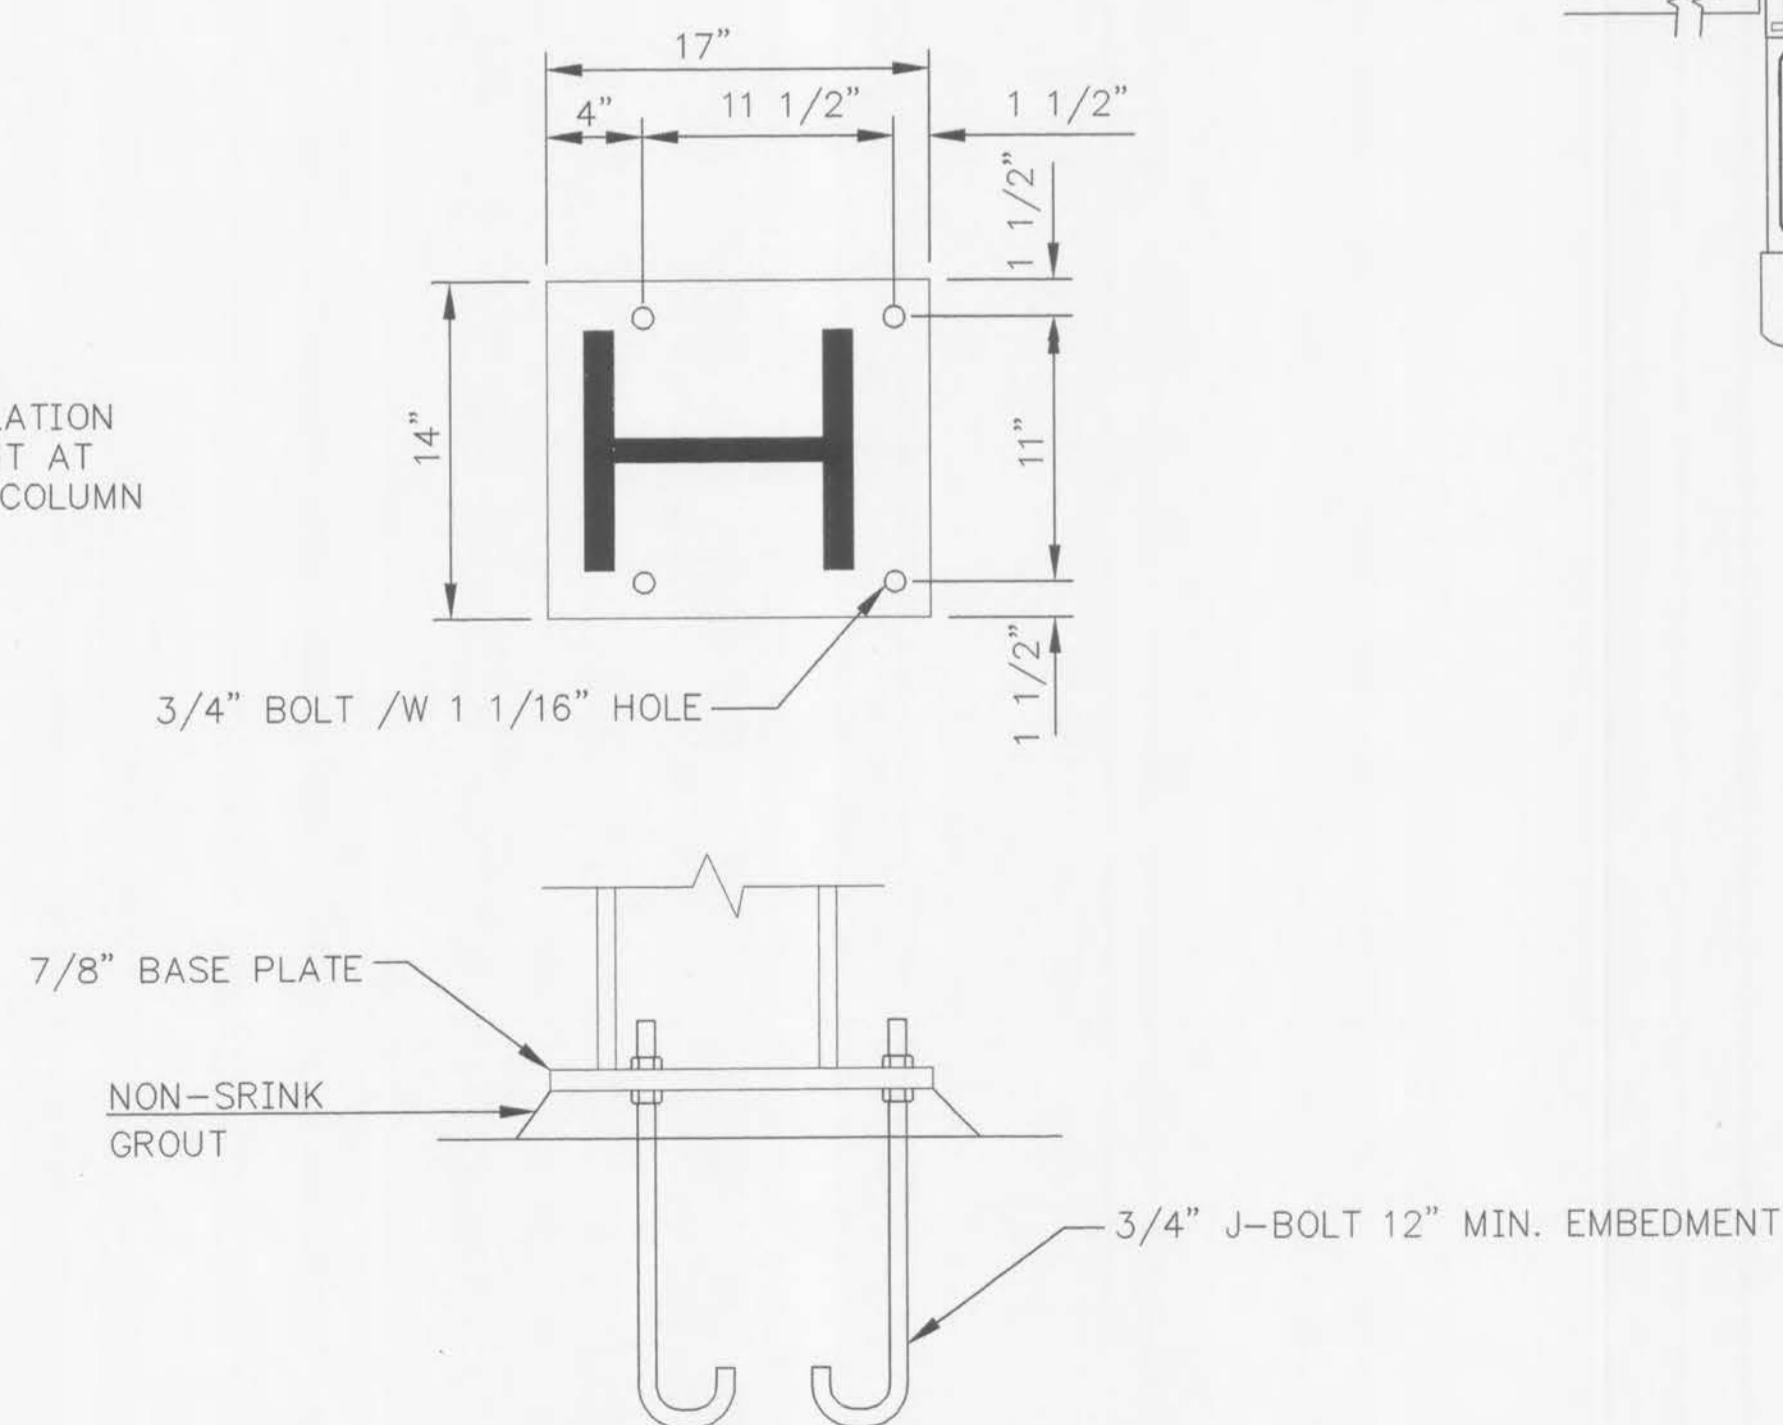 17"
4"
11 1/2"
1 1/2"
1 1/2"
14"
11"
AT
COLUMN
1 1/2"
3/4" BOLT /W 1 1/16" HOLE
7/8" BASE PLATE
NON-SRINK
GROUT
3/4" J-BOLT 12" MIN. EMBEDMENT